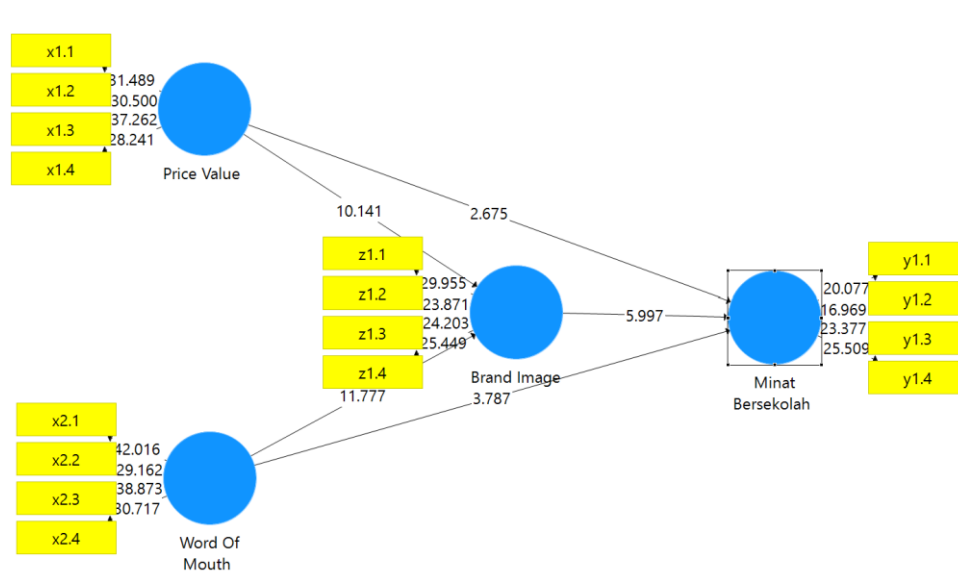 x1.1
x1.2
x1.3
x1.4
31.489
30.500
37.262
28.241
Price Value
10.141
2.675
z1.1
z1.2
z1.3
z1.4
29.955
23.871
24.203
25.449
Brand Image
5.997
y1.1
y1.2
y1.3
y1.4
20.077
16.969
23.377
25.509
Minat
Bersekolah
11.777
3.787
x2.1
x2.2
x2.3
x2.4
42.016
29.162
38.873
30.717
Word Of
Mouth